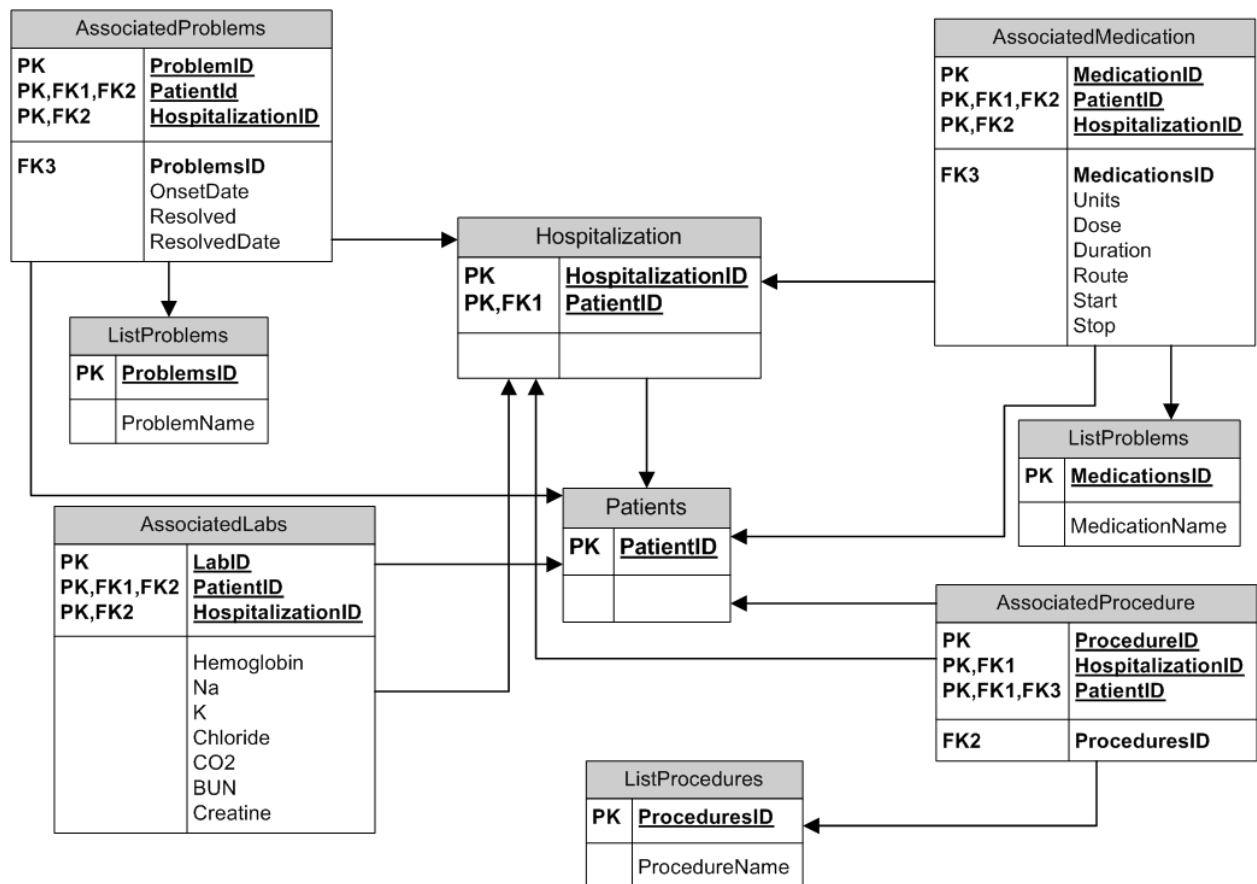 AssociatedProblems
PK ProblemID
PK,FK1,FK2 PatientId
PK,FK2 HospitalizationID
FK3 ProblemsID
OnsetDate
Resolved
ResolvedDate
AssociatedMedication
PK MedicationID
PK,FK1,FK2 PatientID
PK,FK2 HospitalizationID
FK3 MedicationsID
Units
Dose
Duration
Route
Start
Stop
Hospitalization
PK HospitalizationID
PK,FK1 PatientID
ListProblems
PK ProblemsID
ProblemName
ListProblems
PK MedicationsID
MedicationName
Patients
PK PatientID
AssociatedLabs
PK LabID
PK,FK1,FK2 PatientID
PK,FK2 HospitalizationID
Hemoglobin
Na
K
Chloride
CO2
BUN
Creatine
AssociatedProcedure
PK ProcedureID
PK,FK1 HospitalizationID
PK,FK1,FK3 PatientID
FK2 ProceduresID
ListProcedures
PK ProceduresID
ProcedureName